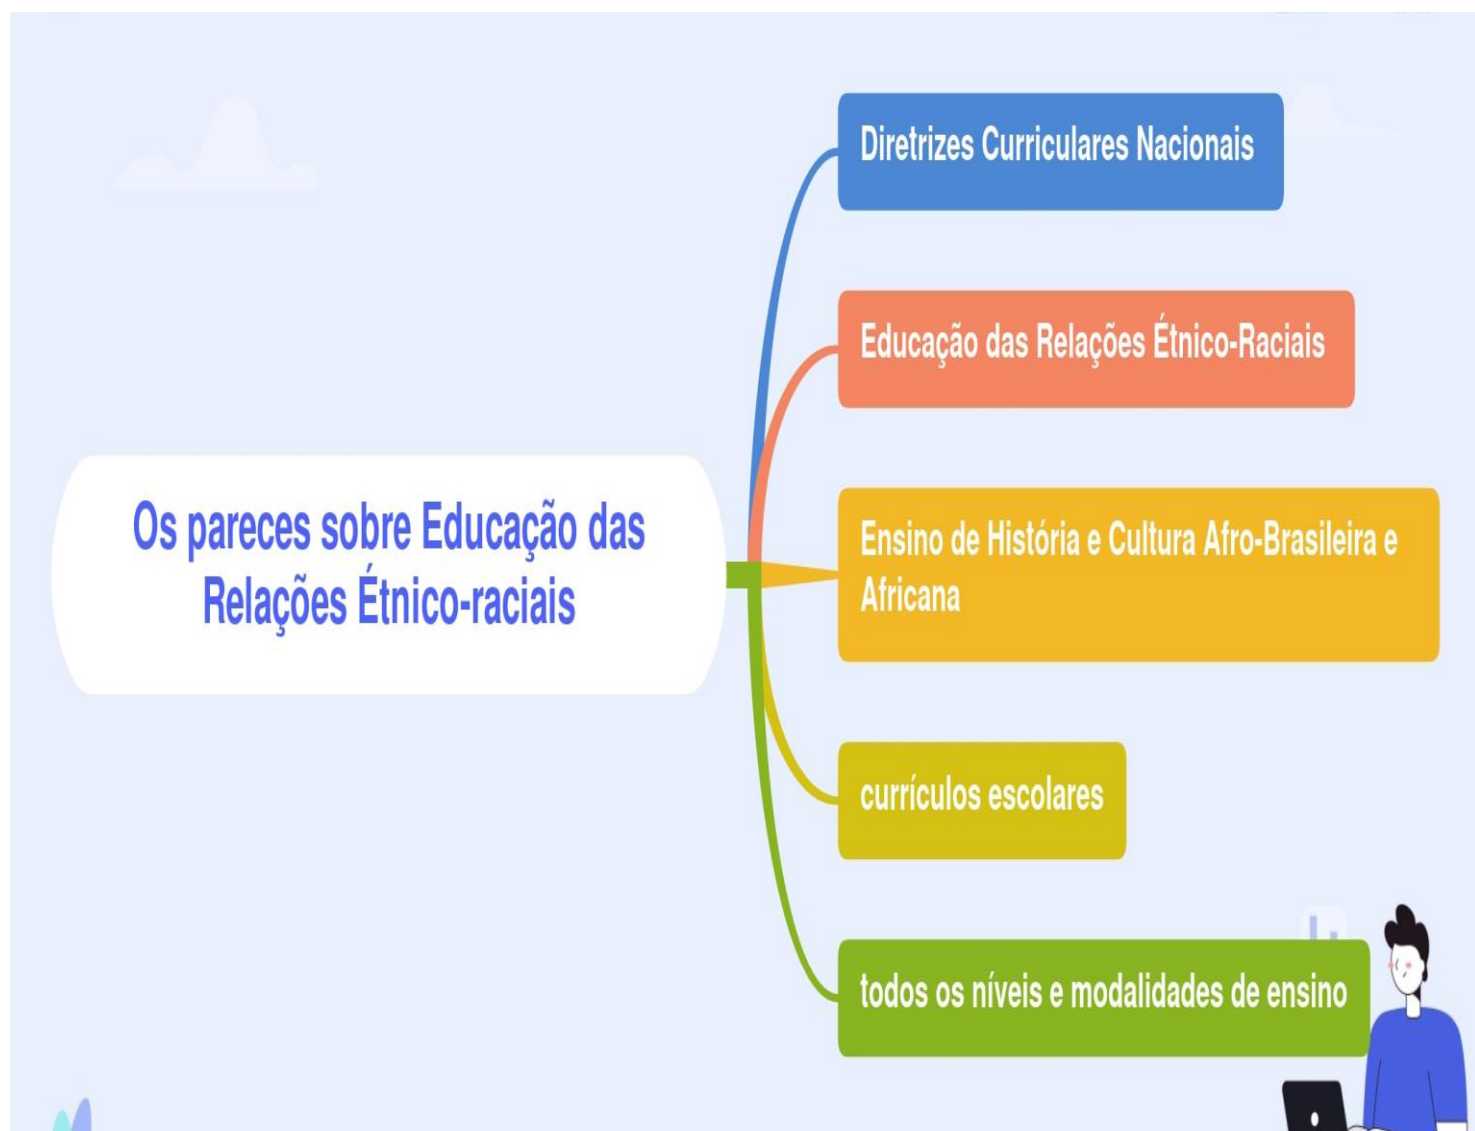 Diretrizes Curriculares Nacionais
Educação das Relações Étnico-Raciais
Os pareces sobre Educação das
Relações Étnico-raciais
Ensino de História e Cultura Afro-Brasileira e
Africana
currículos escolares
todos os níveis e modalidades de ensino